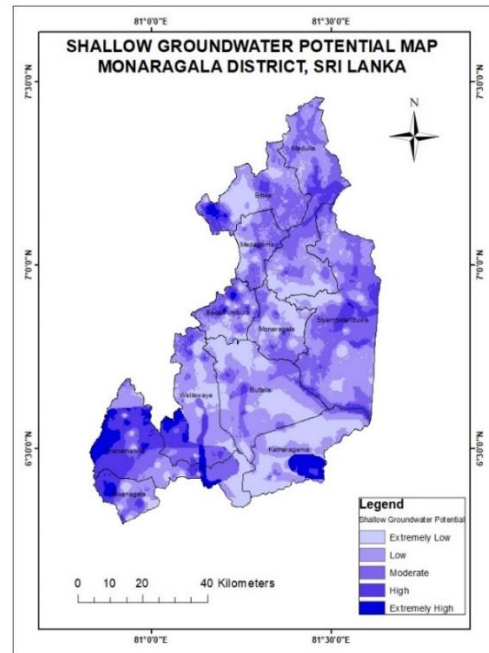 81°0'0"E
81°30'0"E
SHALLOW GROUNDWATER POTENTIAL MAP
MONARAGALA DISTRICT, SRI LANKA
7°30'0"N
7°30'0"N
N
Madulla
Bibile
Medagama
7°0'0"N
7°0'0"N
Siyambalanduwa
Monaragala
Buttala
Wellawaya
Katharagama
6°30'0"N
6°30'0"N
Legend
Shallow Groundwater Potential
Extremely Low
Low
Moderate
High
Extremely High
0 10 20 40 Kilometers
81°0'0"E
81°30'0"E